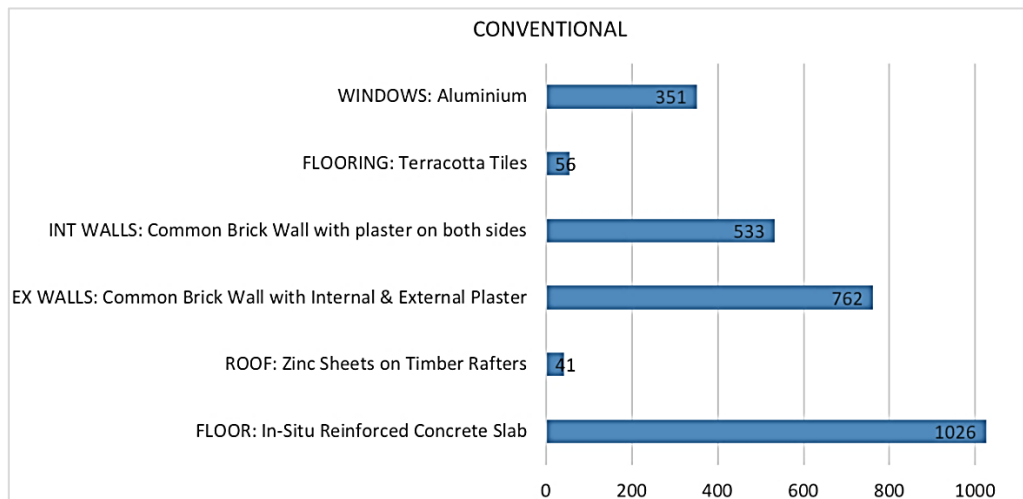 CONVENTIONAL
WINDOWS: Aluminium 351
FLOORING: Terracotta Tiles 56
INT WALLS: Common Brick Wall with plaster on both sides 533
EX WALLS: Common Brick Wall with Internal & External Plaster 762
ROOF: Zinc Sheets on Timber Rafters 41
FLOOR: In-Situ Reinforced Concrete Slab 1026
0 200 400 600 800 1000